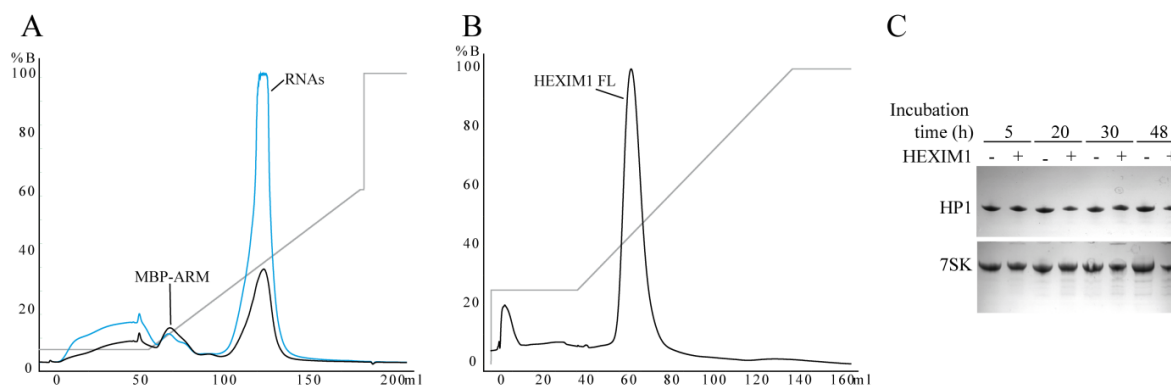 A
%B
100
80
60
40
20
0
RNAs
MBP-ARM
0 50 100 150 200ml
B
%B
100
80
60
40
20
0
HEXIM1 FL
0 20 40 60 80 100 120 140 160 ml
C
Incubation
time (h) 5 20 30 48
HEXIM1 - + - + - + - +
HP1
7SK